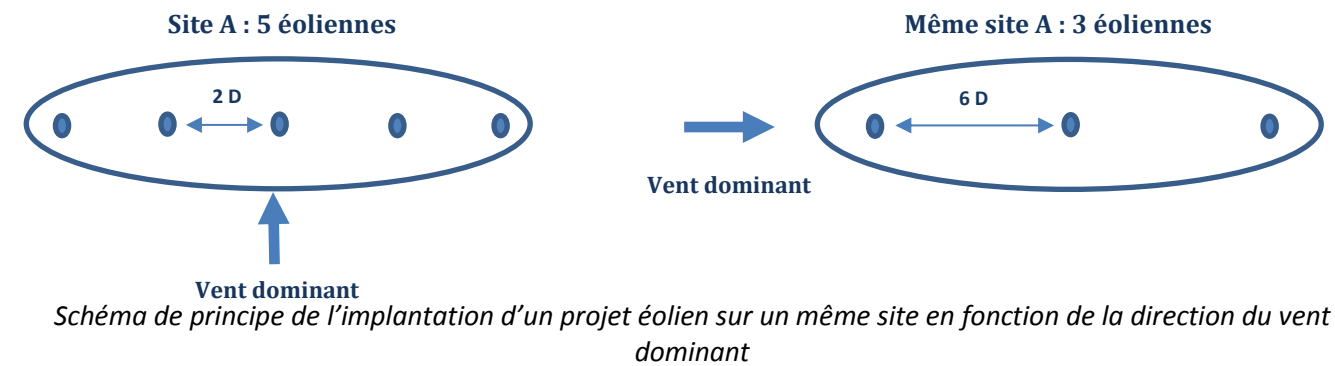 Site A : 5 éoliennes
2 D
Vent dominant
Même site A : 3 éoliennes
6 D
Vent dominant
Schéma de principe de l’implantation d’un projet éolien sur un même site en fonction de la direction du vent
dominant